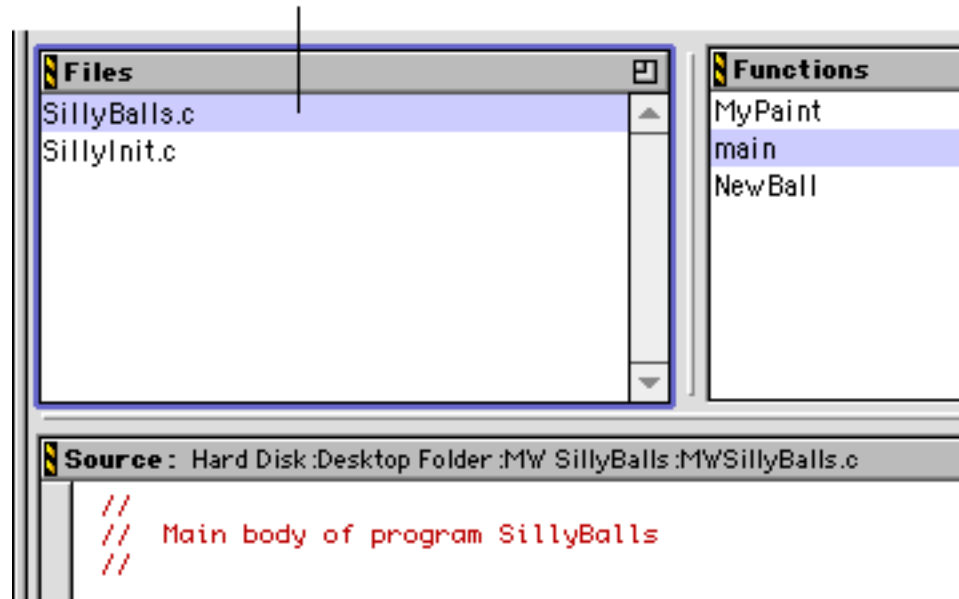 Files
SillyBalls.c
SillyInit.c
Functions
MyPaint
main
NewBall
Source: Hard Disk:Desktop Folder:MW SillyBalls:MWSillyBalls.c
//
// Main body of program SillyBalls
//